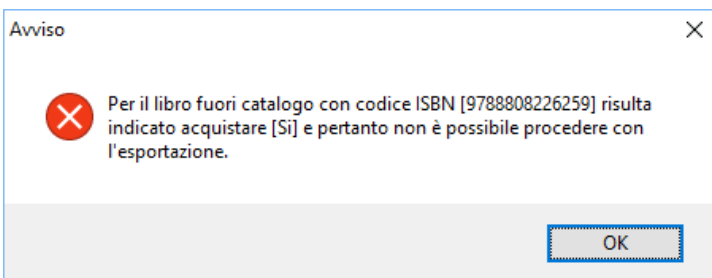 Avviso
Per il libro fuori catalogo con codice ISBN [9788808226259] risulta
indicato acquistare [Si] e pertanto non è possibile procedere con
l'esportazione.
OK